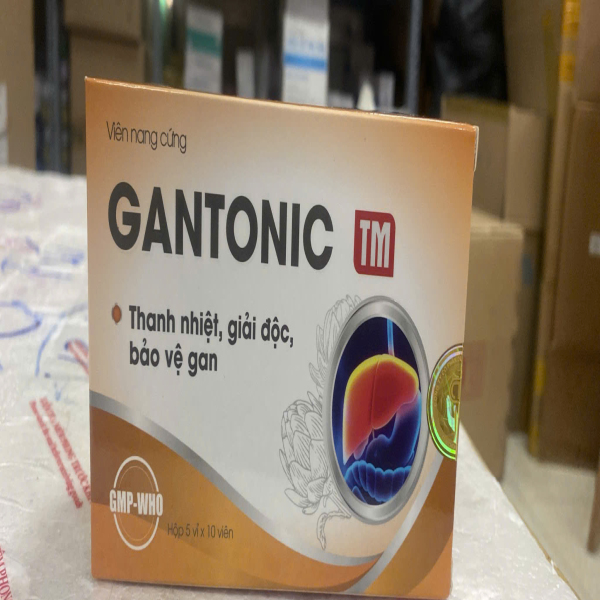 Viên nang cứng
GANTONIC TM
Thanh nhiệt, giải độc,
bảo vệ gan
GMP-WHO
Hộp 5 vỉ x 10 viên